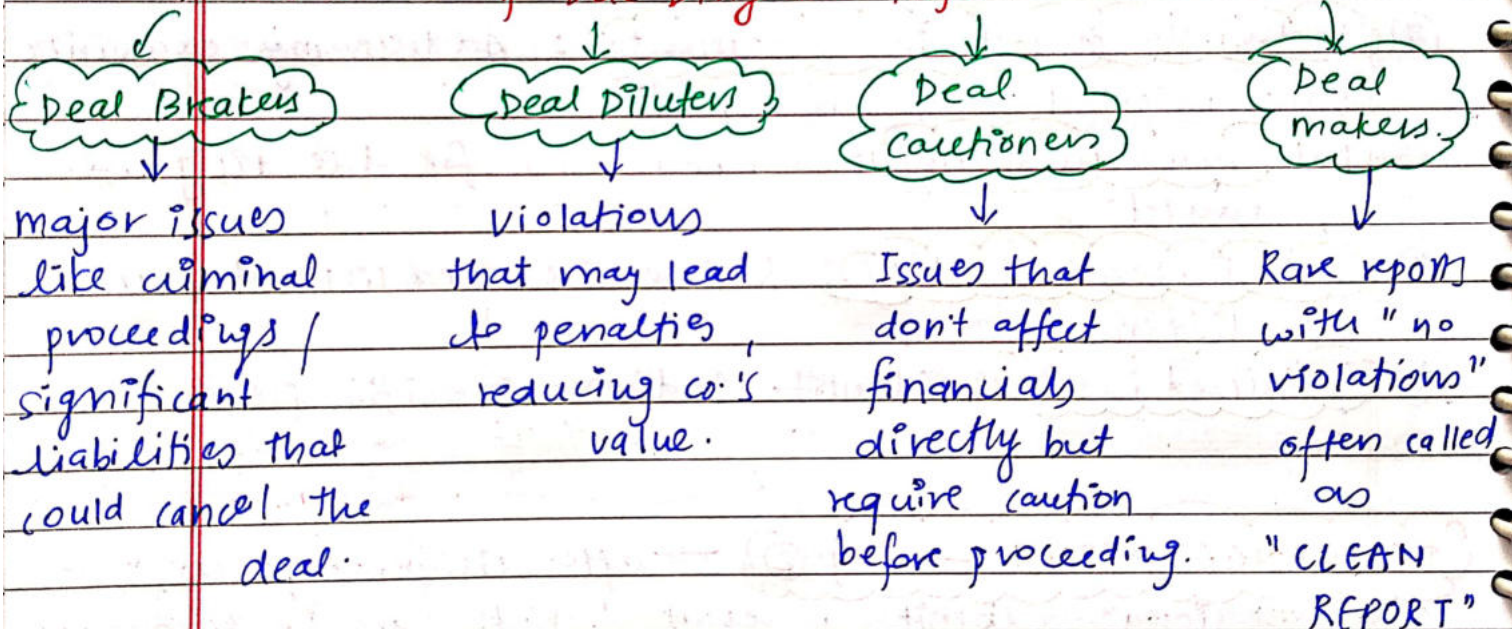 Deal Breakers
major issues
like criminal
proceedings /
significant
liabilities that
could cancel the
deal.
Deal Diluters
violations
that may lead
to penalties,
reducing co.'s
value.
Deal
Cautioners
Issues that
don't affect
financials
directly but
require caution
before proceeding.
Deal
makers.
Rare reports
with "no
violations"
often called
as
"CLEAN
REPORT"